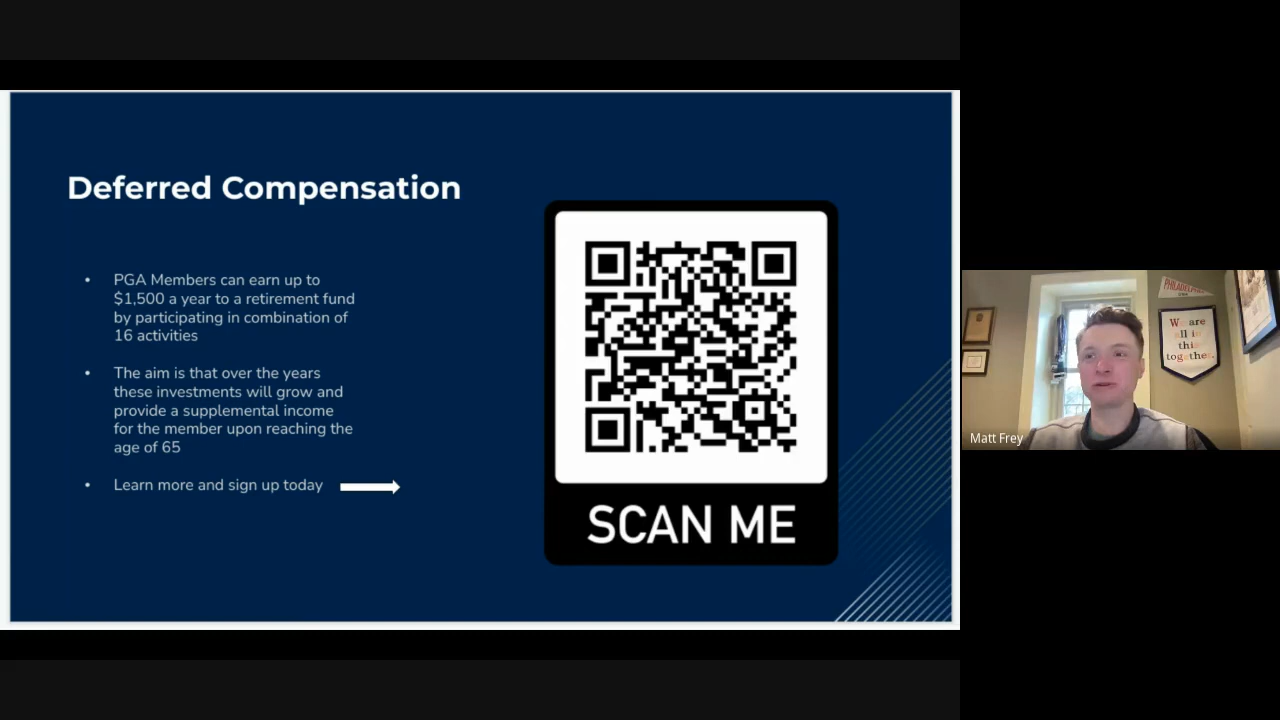 Deferred Compensation
• PGA Members can earn up to
$1,500 a year to a retirement fund
by participating in combination of
16 activities
• The aim is that over the years
these investments will grow and
provide a supplemental income
for the member upon reaching the
age of 65
• Learn more and sign up today
SCAN ME
PHILADELPHIA
We are
all in
this
together.
Matt Frey